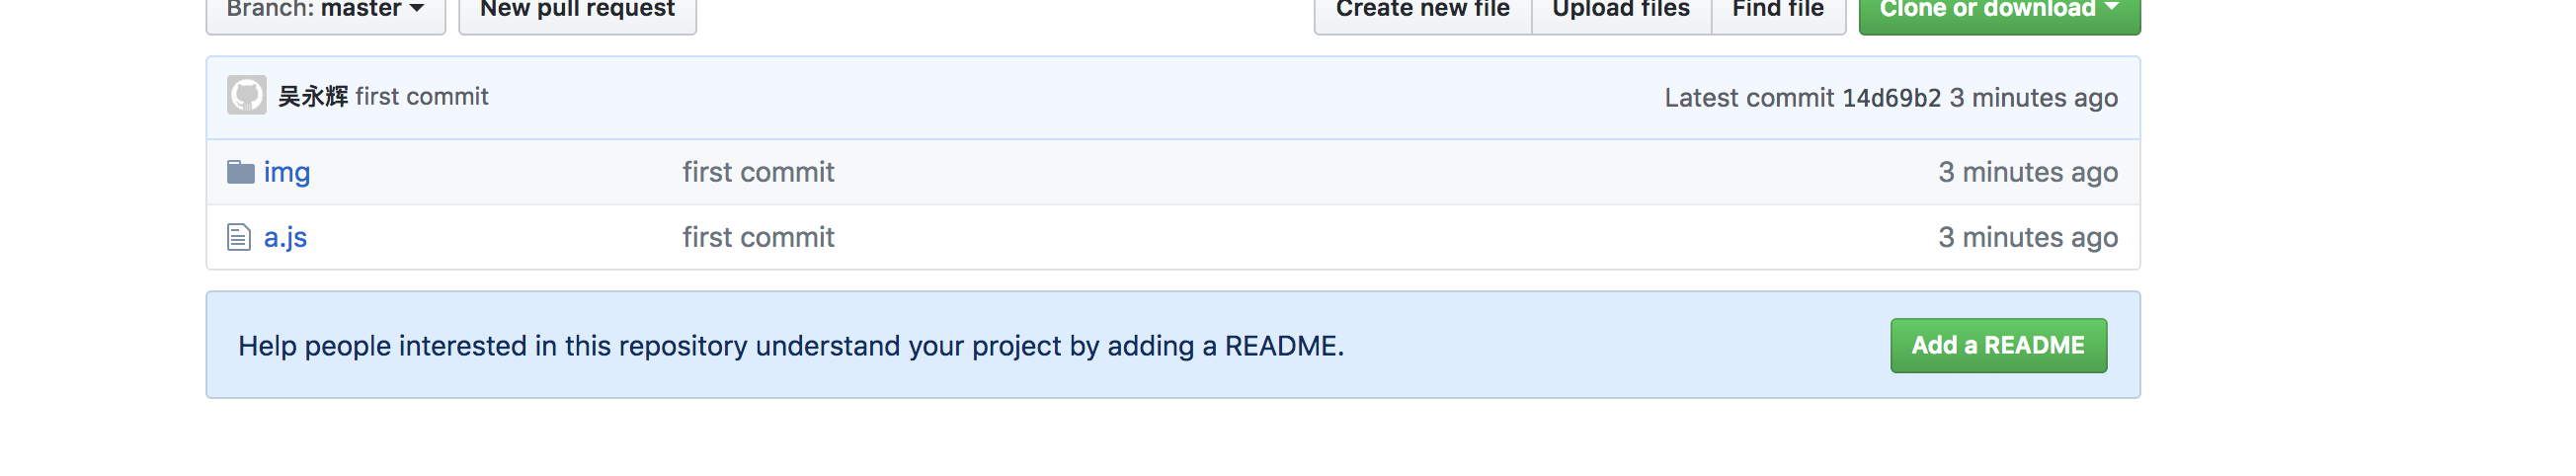 Branch: master New pull request Create new file Upload files Find file Clone or download
吴永辉 first commit Latest commit 14d69b2 3 minutes ago
img first commit 3 minutes ago
a.js first commit 3 minutes ago
Help people interested in this repository understand your project by adding a README. Add a README